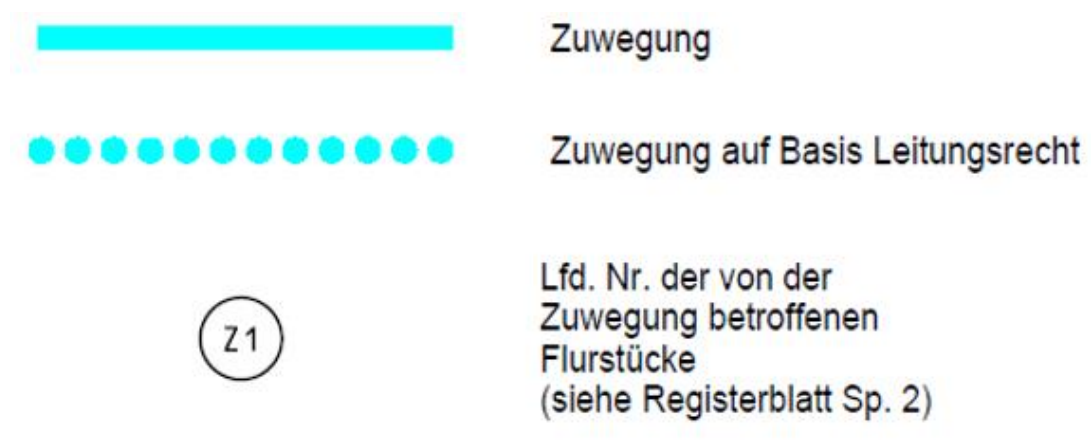 Zuwegung
Zuwegung auf Basis Leitungsrecht
Z1
Lfd. Nr. der von der
Zuwegung betroffenen
Flurstücke
(siehe Registerblatt Sp. 2)